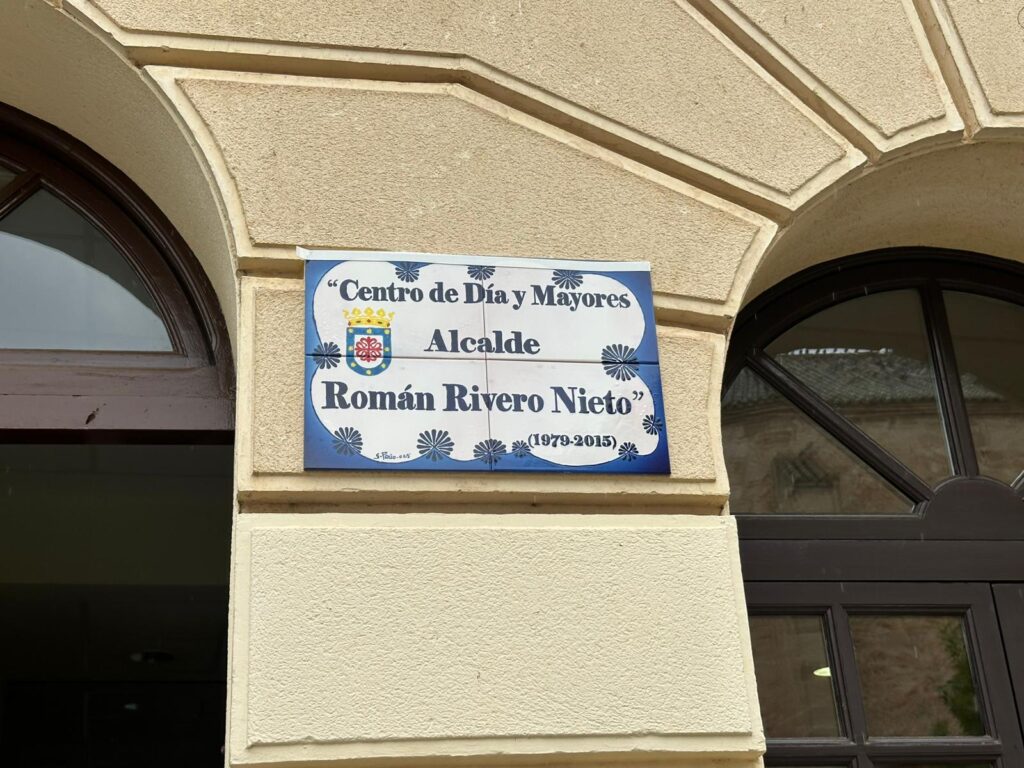 “Centro de Día y Mayores
Alcalde
Román Rivero Nieto”
(1979-2015)